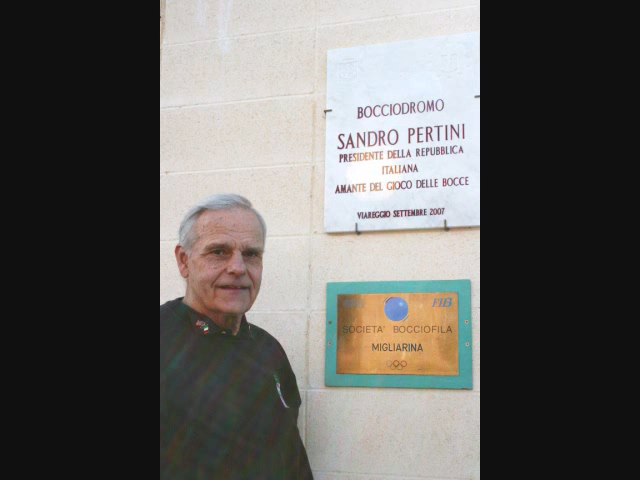 BOCCIODROMO
SANDRO PERTINI
PRESIDENTE DELLA REPUBBLICA
ITALIANA
AMANTE DEL GIOCO DELLE BOCCE
VIAREGGIO SETTEMBRE 2007
FIB
SOCIETA' BOCCIOFILA
MIGLIARINA